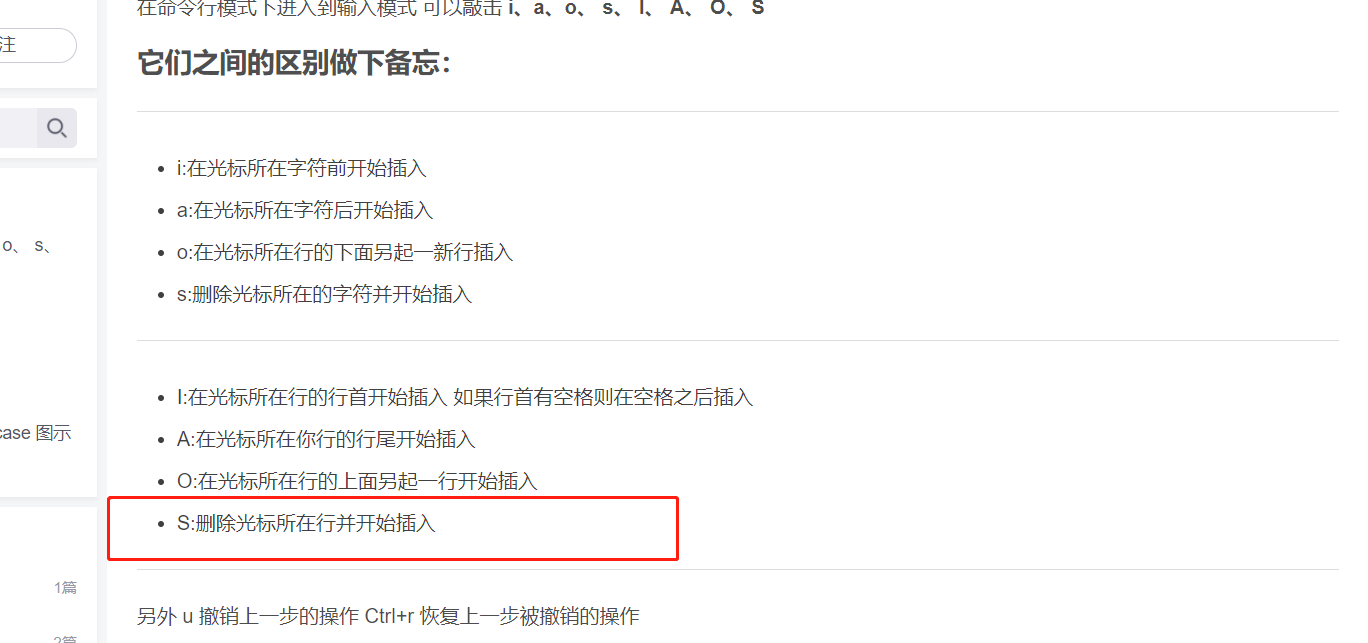 在命令行模式下进入到输入模式 可以敲击 i、a、o、 s、 I、 A、 O、 S
注
它们之间的区别做下备忘：
i:在光标所在字符前开始插入
a:在光标所在字符后开始插入
o:在光标所在行的下面另起一新行插入
s:删除光标所在的字符并开始插入
o、 s、
I:在光标所在行的行首开始插入 如果行首有空格则在空格之后插入
A:在光标所在你行的行尾开始插入
O:在光标所在行的上面另起一行开始插入
S:删除光标所在行并开始插入
case 图示
1篇
2篇
另外 u 撤销上一步的操作 Ctrl+r 恢复上一步被撤销的操作